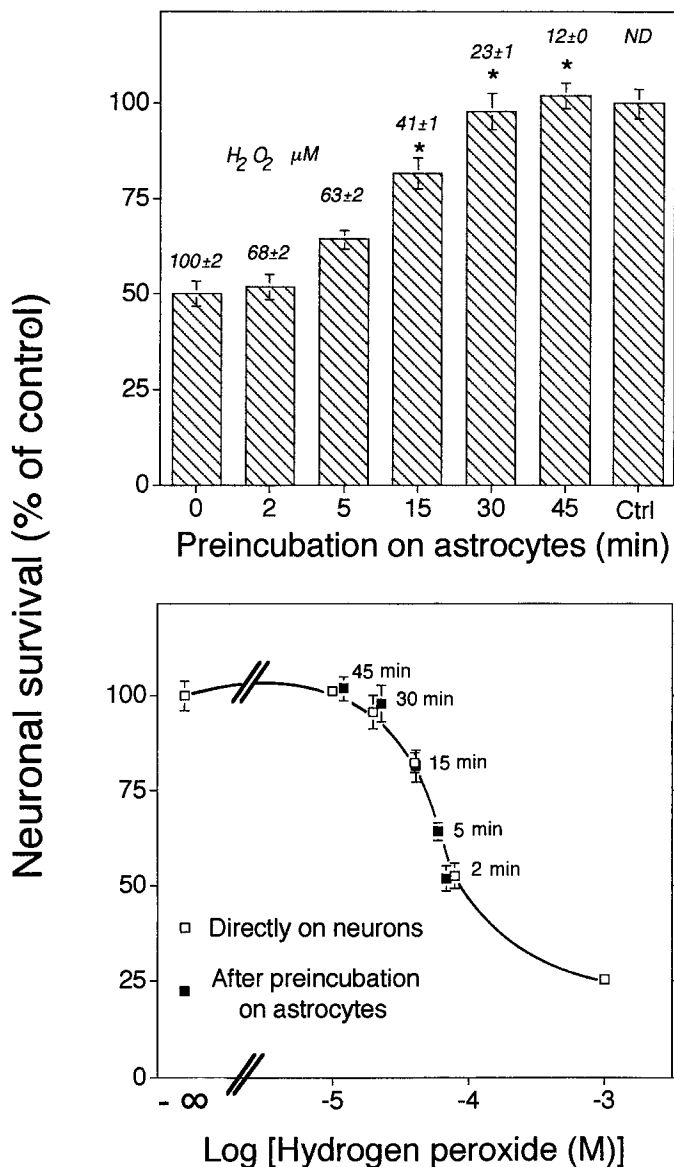 Neuronal survival (% of control)
12±0 ND
23±1
* *
100
41±1
*
H2 O2 μM
75
63±2
100±2 68±2
50
25
0
0 2 5 15 30 45 Ctrl
Preincubation on astrocytes (min)
45 min
100
30 min
75
15 min
5 min
50
2 min
Directly on neurons
25
After preincubation
on astrocytes
0
- ∞ -5 -4 -3
Log [Hydrogen peroxide (M)]